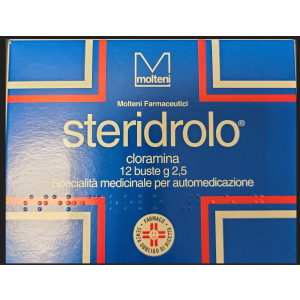 molteni
Molteni Farmaceutici
steridrolo®
cloramina
12 buste g 2,5
Specialità medicinale per automedicazione
FARMACO
SENZA OBBLIGO DI RICETTA